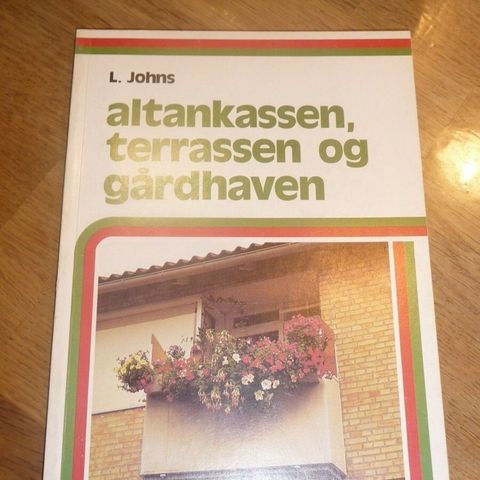 L. Johns
altankassen,
terrassen og
gårdhaven